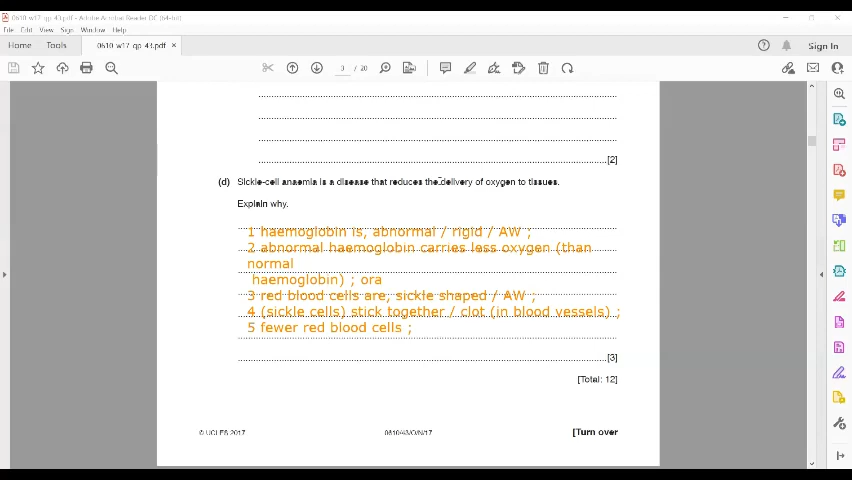 0610_w17_qp_43.pdf - Adobe Acrobat Reader DC (64-bit)
File Edit View Sign Window Help
Home Tools 0610_w17_qp_43.pdf ×
Sign In
3 / 20
[2]
(d) Sickle-cell anaemia is a disease that reduces the delivery of oxygen to tissues.
Explain why.
1 haemoglobin is, abnormal / rigid / AW ;
2 abnormal haemoglobin carries less oxygen (than
normal
haemoglobin) ; ora
3 red blood cells are, sickle shaped / AW ;
4 (sickle cells) stick together / clot (in blood vessels) ;
5 fewer red blood cells ;
[3]
[Total: 12]
© UCLES 2017 0610/43/O/N/17 [Turn over